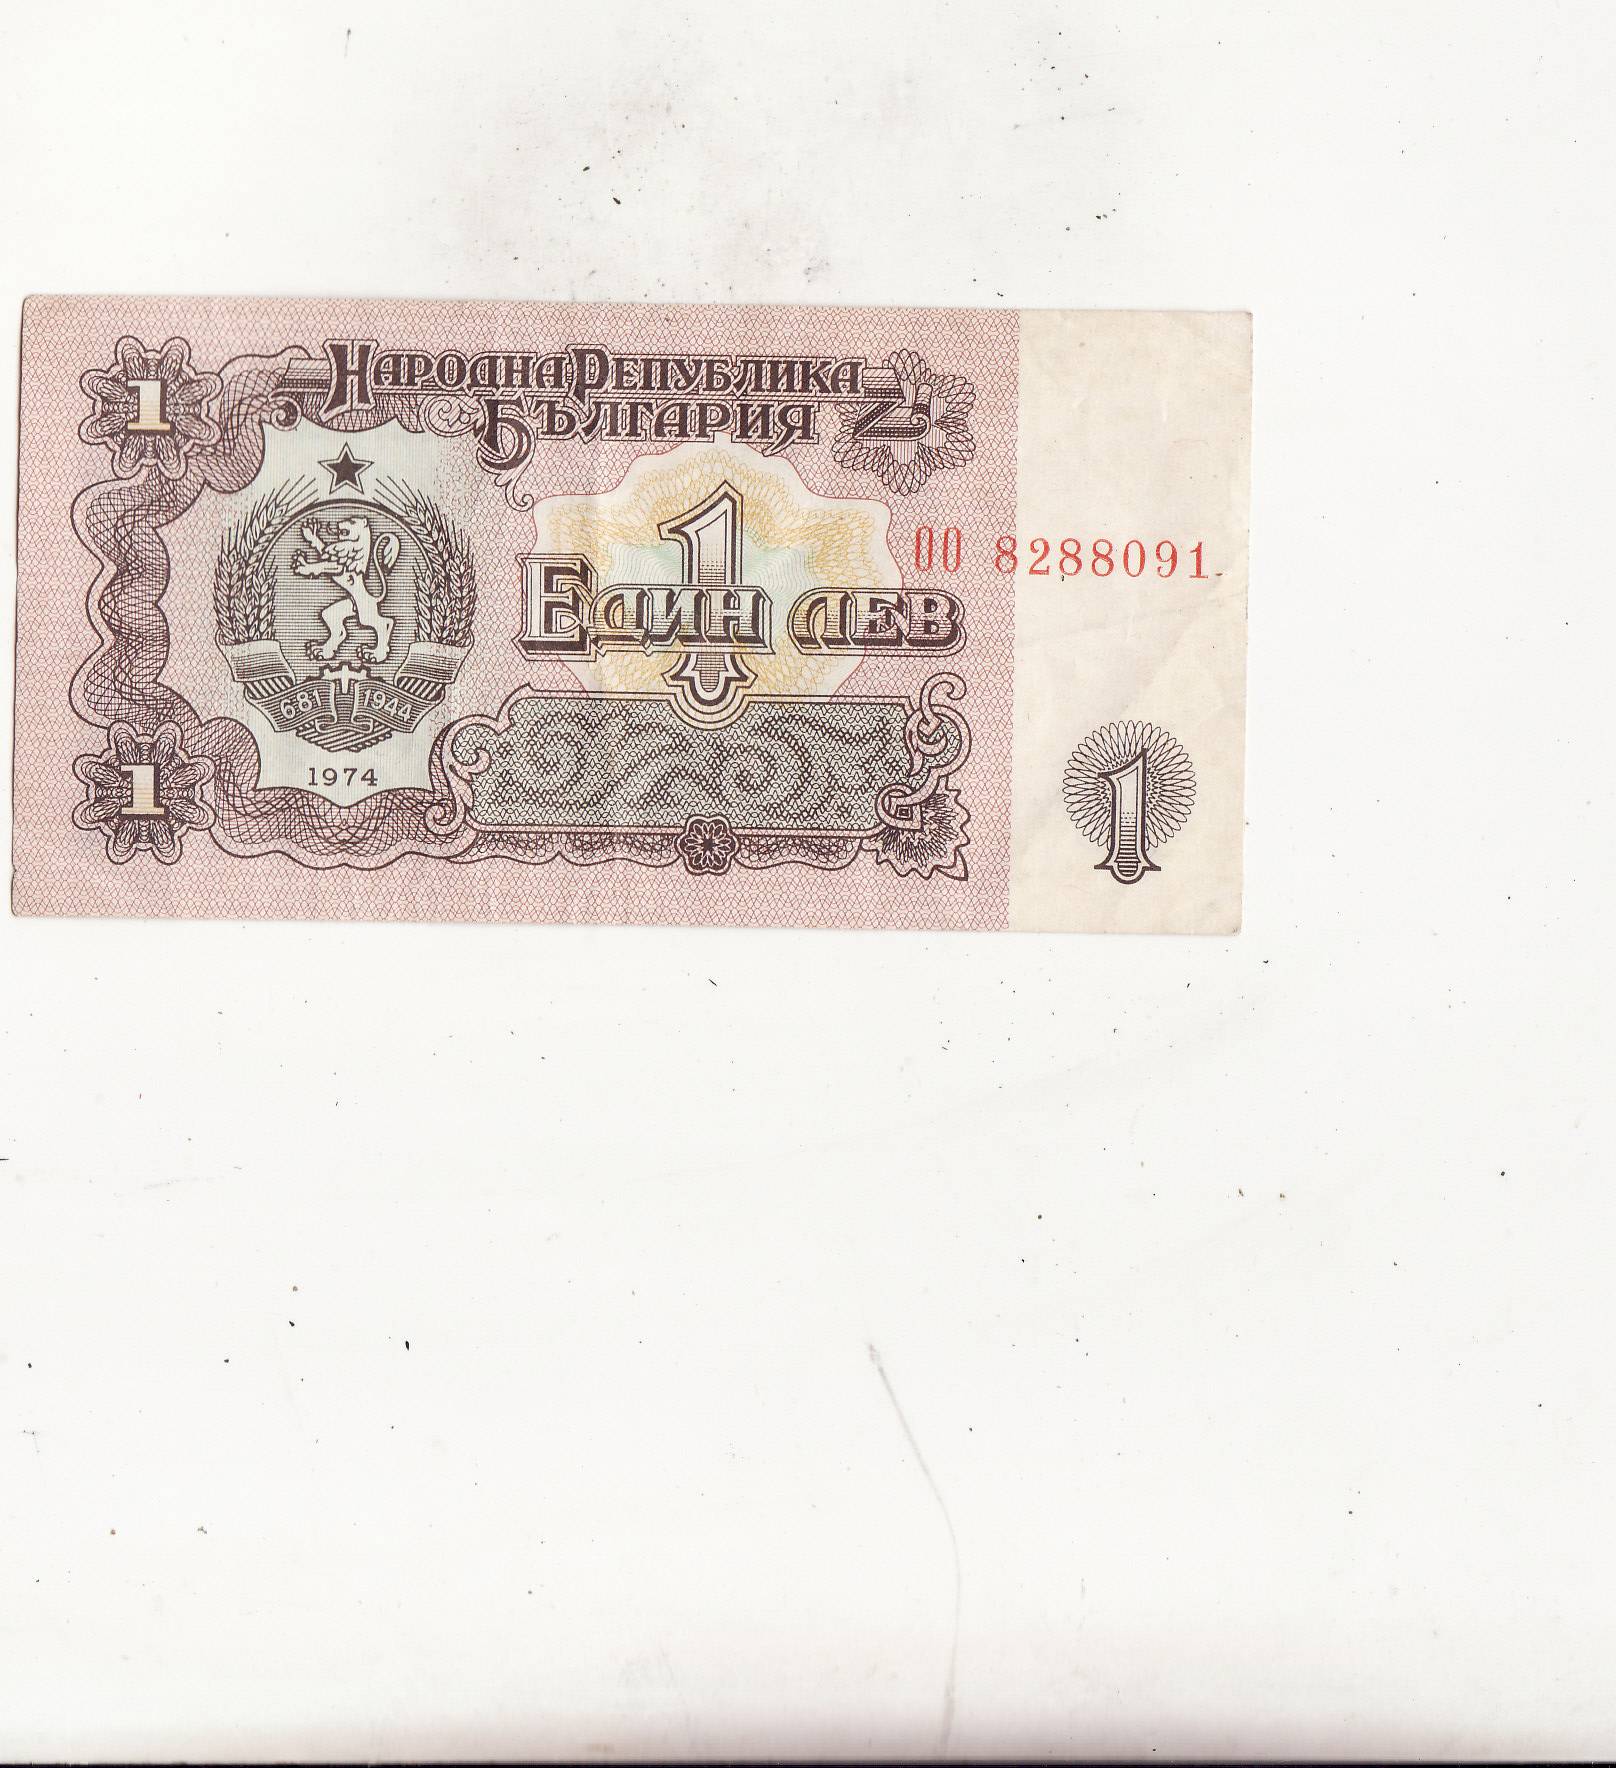 1
НАРОДНА РЕПУБЛИКА
БЪЛГАРИЯ
1
ЕДИН ЛЕВ
ОО 8288091
681 1944
1974
1
1